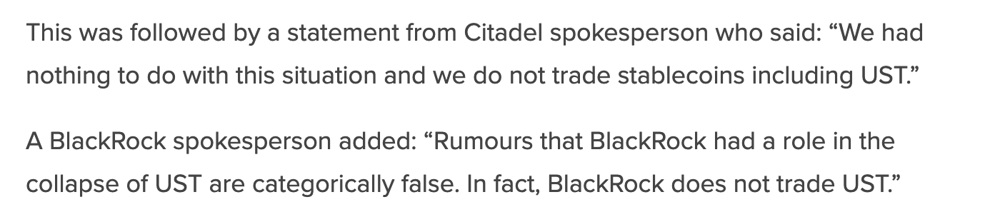 This was followed by a statement from Citadel spokesperson who said: “We had
nothing to do with this situation and we do not trade stablecoins including UST.”
A BlackRock spokesperson added: “Rumours that BlackRock had a role in the
collapse of UST are categorically false. In fact, BlackRock does not trade UST.”